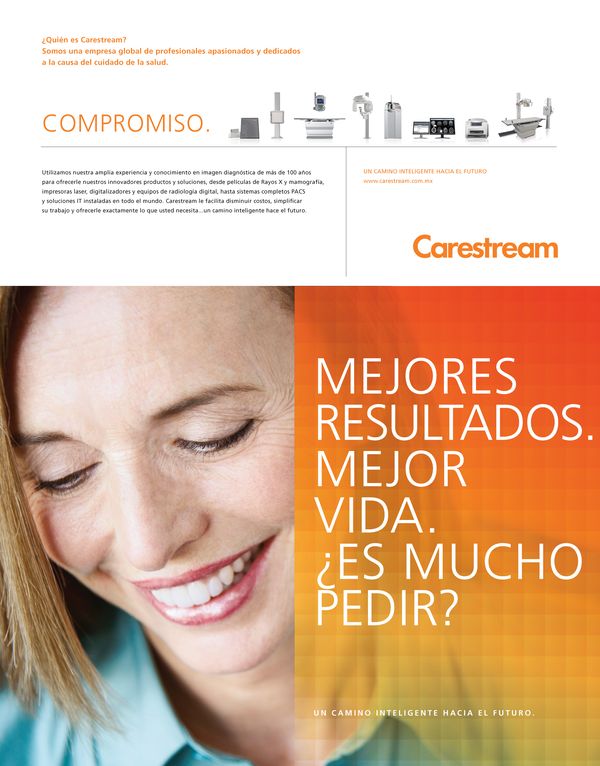 ¿Quién es Carestream?
Somos una empresa global de profesionales apasionados y dedicados
a la causa del cuidado de la salud.
COMPROMISO.
Utilizamos nuestra amplia experiencia y conocimiento en imagen diagnóstica de más de 100 años
para ofrecerle nuestros innovadores productos y soluciones, desde películas de Rayos X y mamografía,
impresoras laser, digitalizadores y equipos de radiología digital, hasta sistemas completos PACS
y soluciones IT instaladas en todo el mundo. Carestream le facilita disminuir costos, simplificar
su trabajo y ofrecerle exactamente lo que usted necesita...un camino inteligente hace el futuro.
UN CAMINO INTELIGENTE HACIA EL FUTURO
www.carestream.com.mx
Carestream
MEJORES
RESULTADOS.
MEJOR
VIDA.
¿ES MUCHO
PEDIR?
UN CAMINO INTELIGENTE HACIA EL FUTURO.